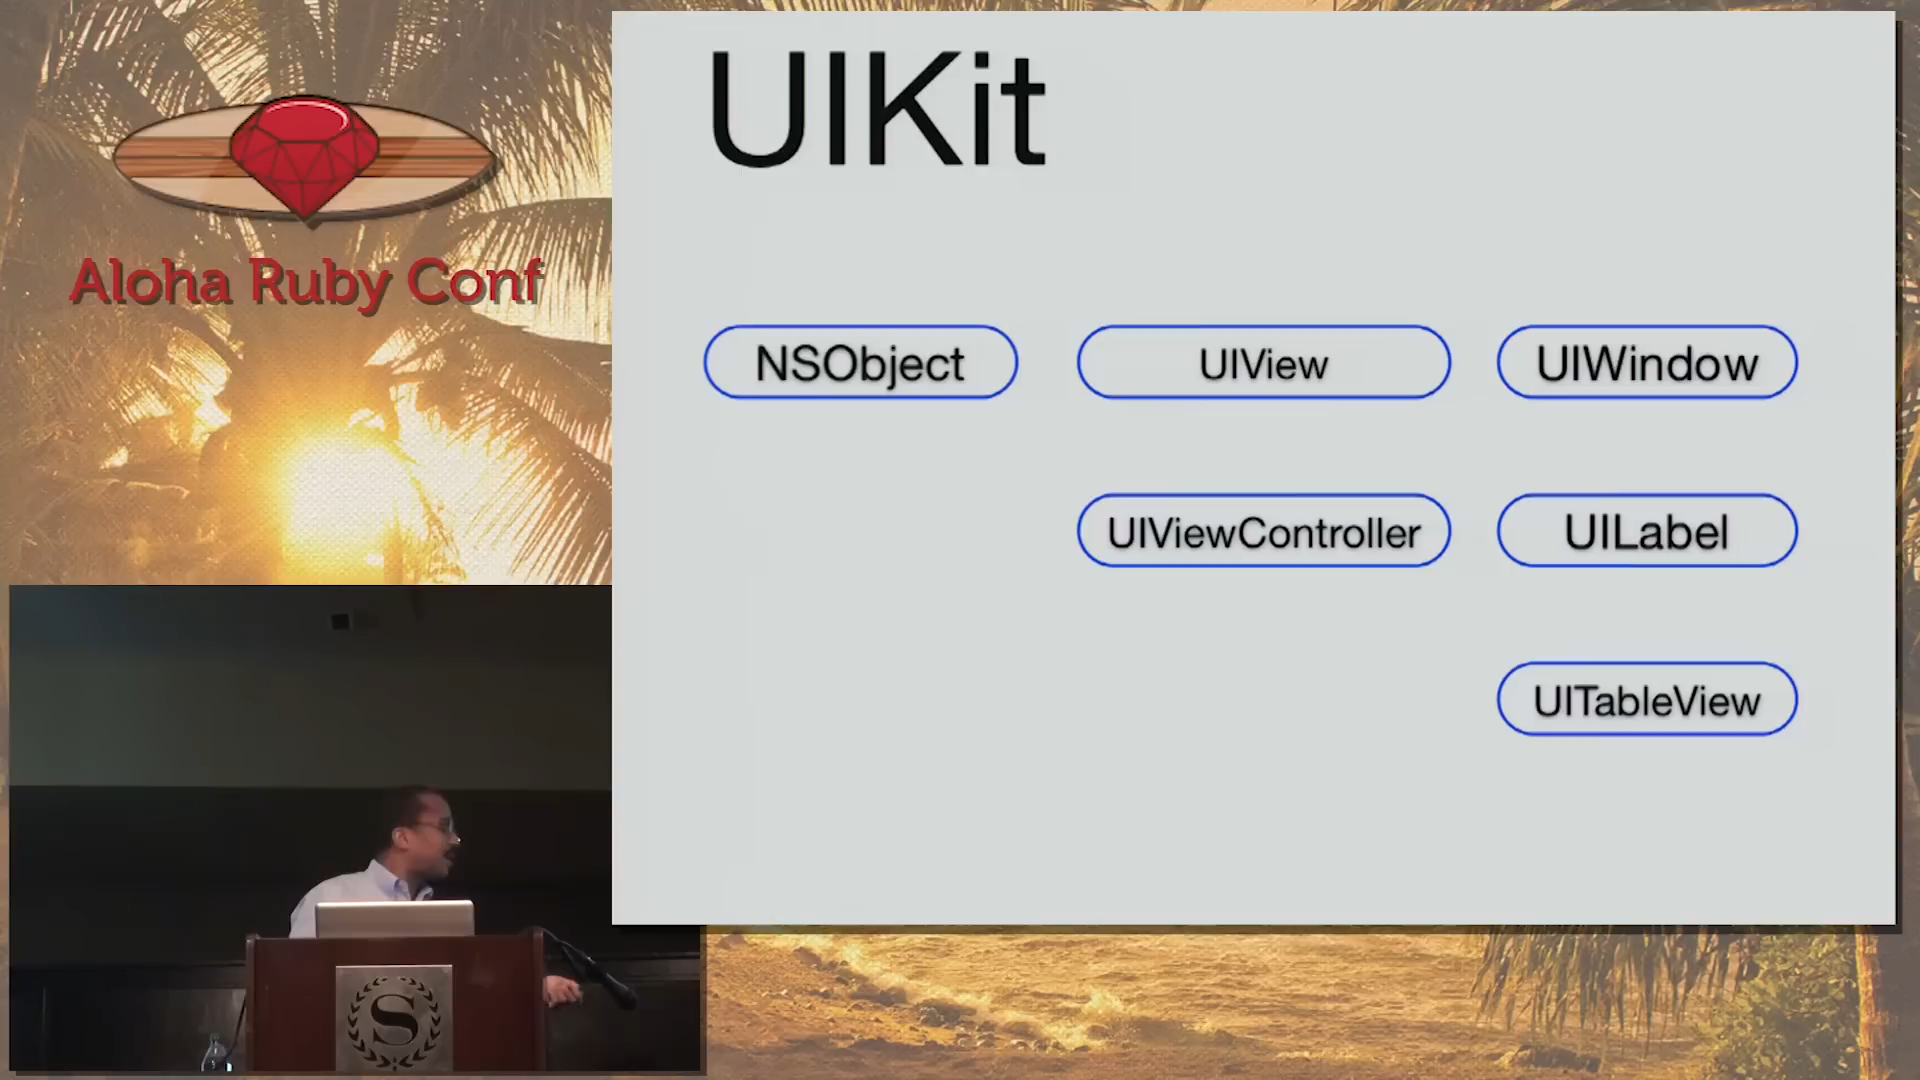 UIKit
Aloha Ruby Conf
NSObject
UIView
UIWindow
UIViewController
UILabel
UITableView
S